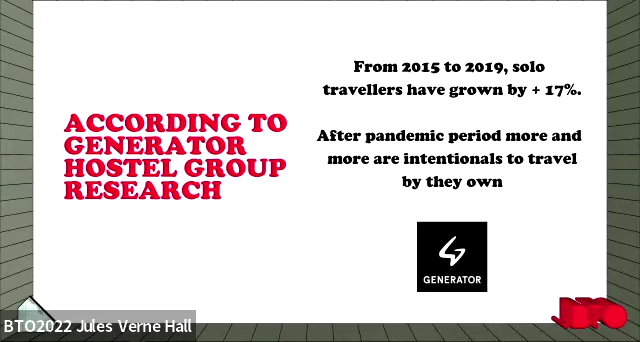 ACCORDING TO
GENERATOR
HOSTEL GROUP
RESEARCH
From 2015 to 2019, solo
travellers have grown by + 17%.
After pandemic period more and
more are intentionals to travel
by they own
GENERATOR
BTO2022 Jules Verne Hall
BTO